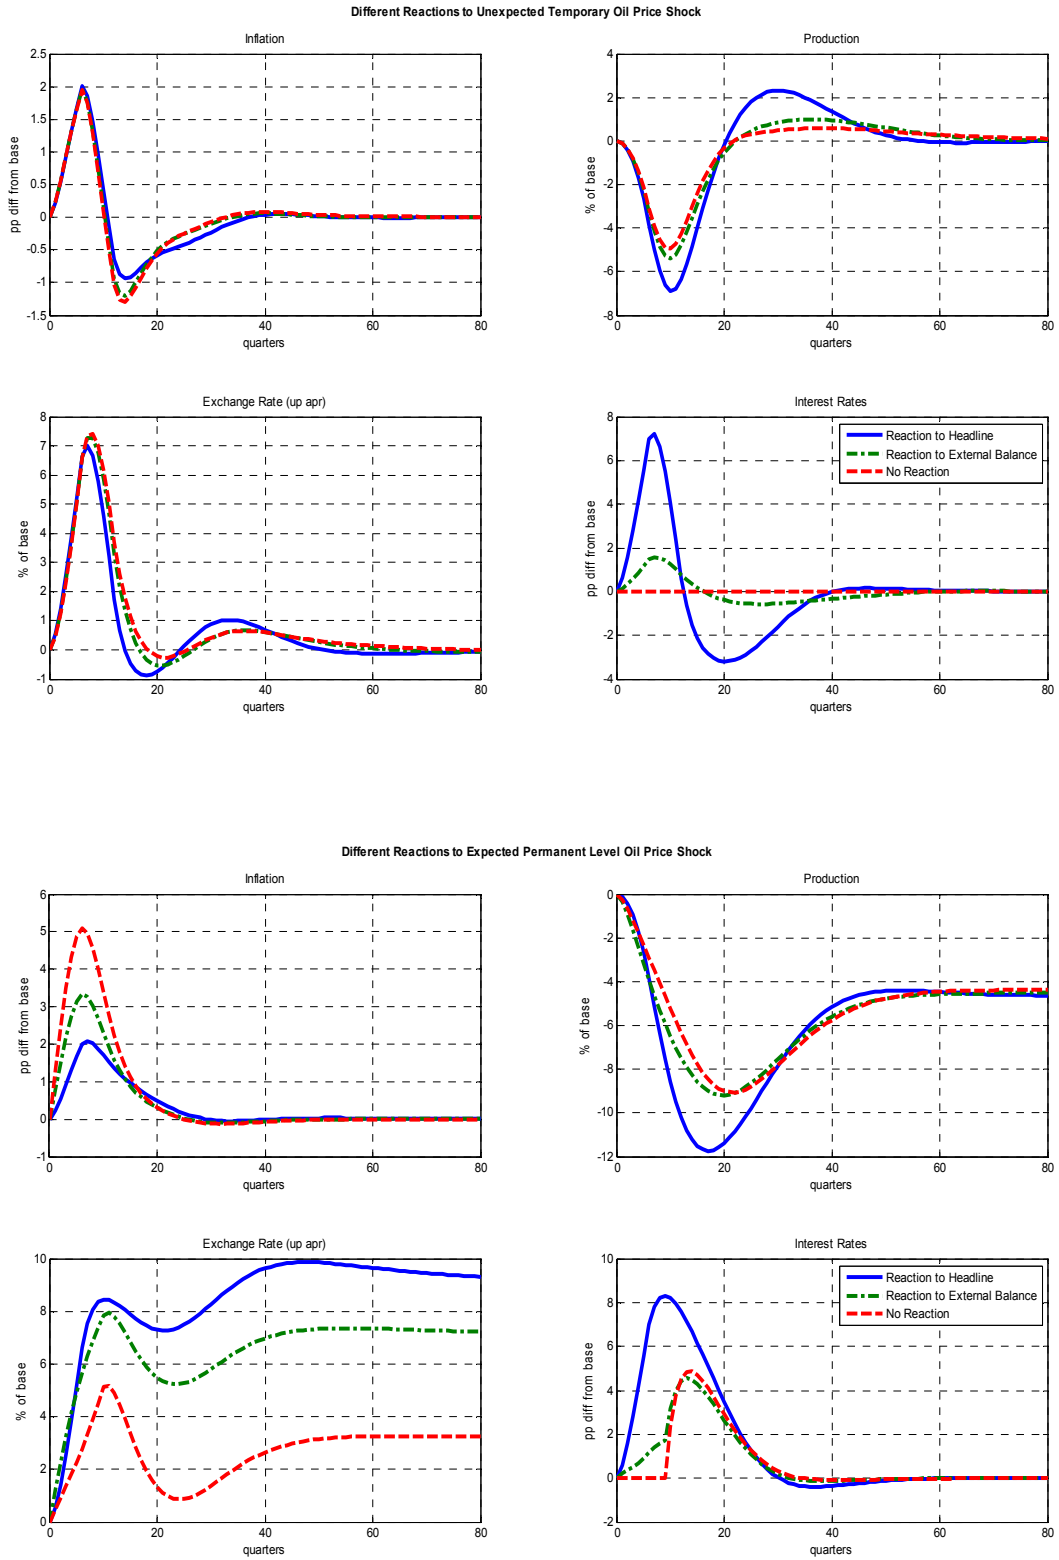 Different Reactions to Unexpected Temporary Oil Price Shock
Inflation
2.5
2
1.5
1
0.5
0
-0.5
-1
-1.5
pp diff from base
0 20 40 60 80
quarters
Production
4
2
0
-2
-4
-6
-8
% of base
0 20 40 60 80
quarters
Exchange Rate (up apr)
8
7
6
5
4
3
2
1
0
-1
% of base
0 20 40 60 80
quarters
Interest Rates
8
6
4
2
0
-2
-4
pp diff from base
Reaction to Headline
Reaction to External Balance
No Reaction
0 20 40 60 80
quarters
Different Reactions to Expected Permanent Level Oil Price Shock
Inflation
6
5
4
3
2
1
0
-1
pp diff from base
0 20 40 60 80
quarters
Production
0
-2
-4
-6
-8
-10
-12
% of base
0 20 40 60 80
quarters
Exchange Rate (up apr)
10
8
6
4
2
0
% of base
0 20 40 60 80
quarters
Interest Rates
10
8
6
4
2
0
-2
pp diff from base
Reaction to Headline
Reaction to External Balance
No Reaction
0 20 40 60 80
quarters